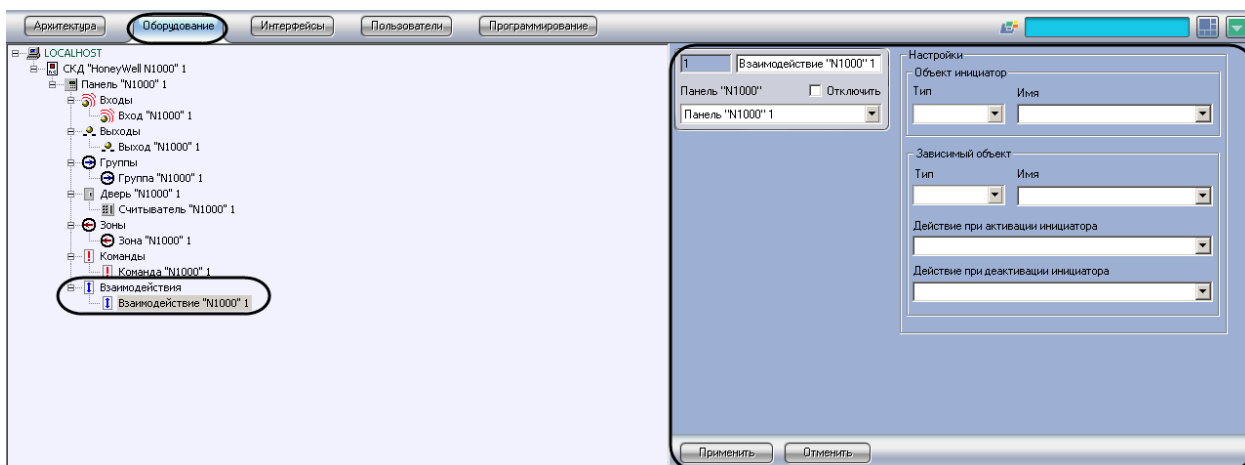 Архитектура Оборудование Интерфейсы Пользователи Программирование
LOCALHOST
СКД "HoneyWell N1000" 1
Панель "N1000" 1
Входы
Вход "N1000" 1
Выходы
Выход "N1000" 1
Группы
Группа "N1000" 1
Дверь "N1000" 1
Считыватель "N1000" 1
Зоны
Зона "N1000" 1
Команды
Команда "N1000" 1
Взаимодействия
Взаимодействие "N1000" 1
1 Взаимодействие "N1000" 1
Панель "N1000" Отключить
Панель "N1000" 1
Настройки
Объект инициатор
Тип Имя
Зависимый объект
Тип Имя
Действие при активации инициатора
Действие при деактивации инициатора
Применить Отменить